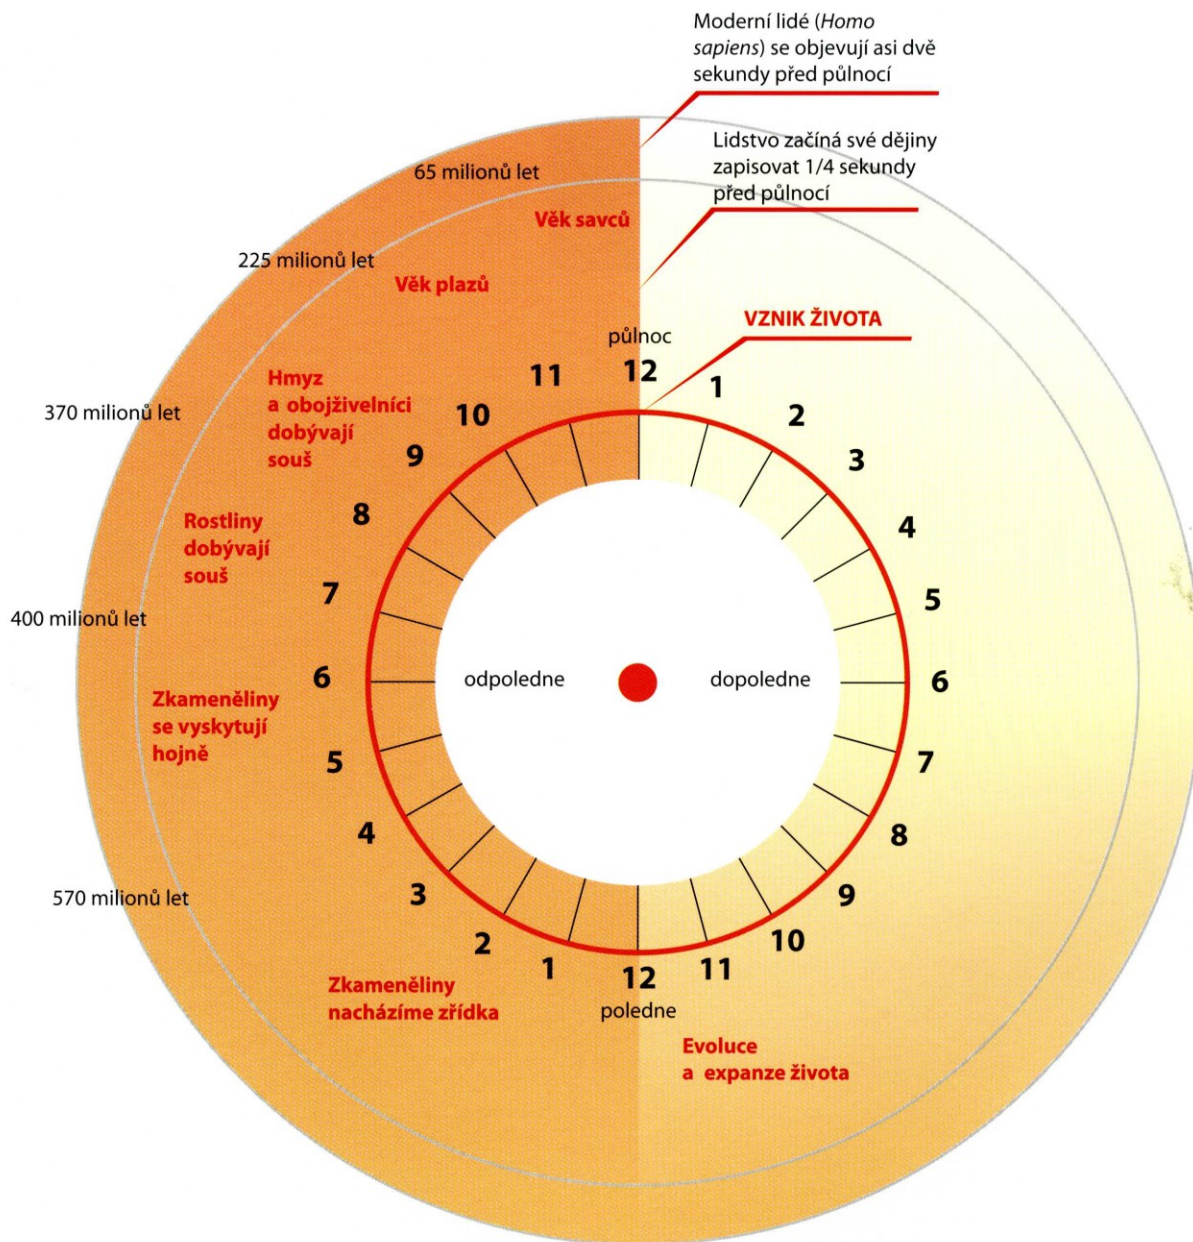 Moderní lidé (Homo
sapiens) se objevují asi dvě
sekundy před půlnocí
Lidstvo začíná své dějiny
zapisovat 1/4 sekundy
před půlnocí
65 milionů let
Věk savců
225 milionů let
Věk plazů
VZNIK ŽIVOTA
půlnoc
12
1
2
3
4
5
6
7
8
9
10
11
12
poledne
1
2
3
4
5
6
7
8
9
10
11
Hmyz
a obojživelníci
dobývají
souš
370 milionů let
Rostliny
dobývají
souš
400 milionů let
odpoledne
dopoledne
Zkameněliny
se vyskytují
hojně
570 milionů let
Zkameněliny
nacházíme zřídka
Evoluce
a expanze života